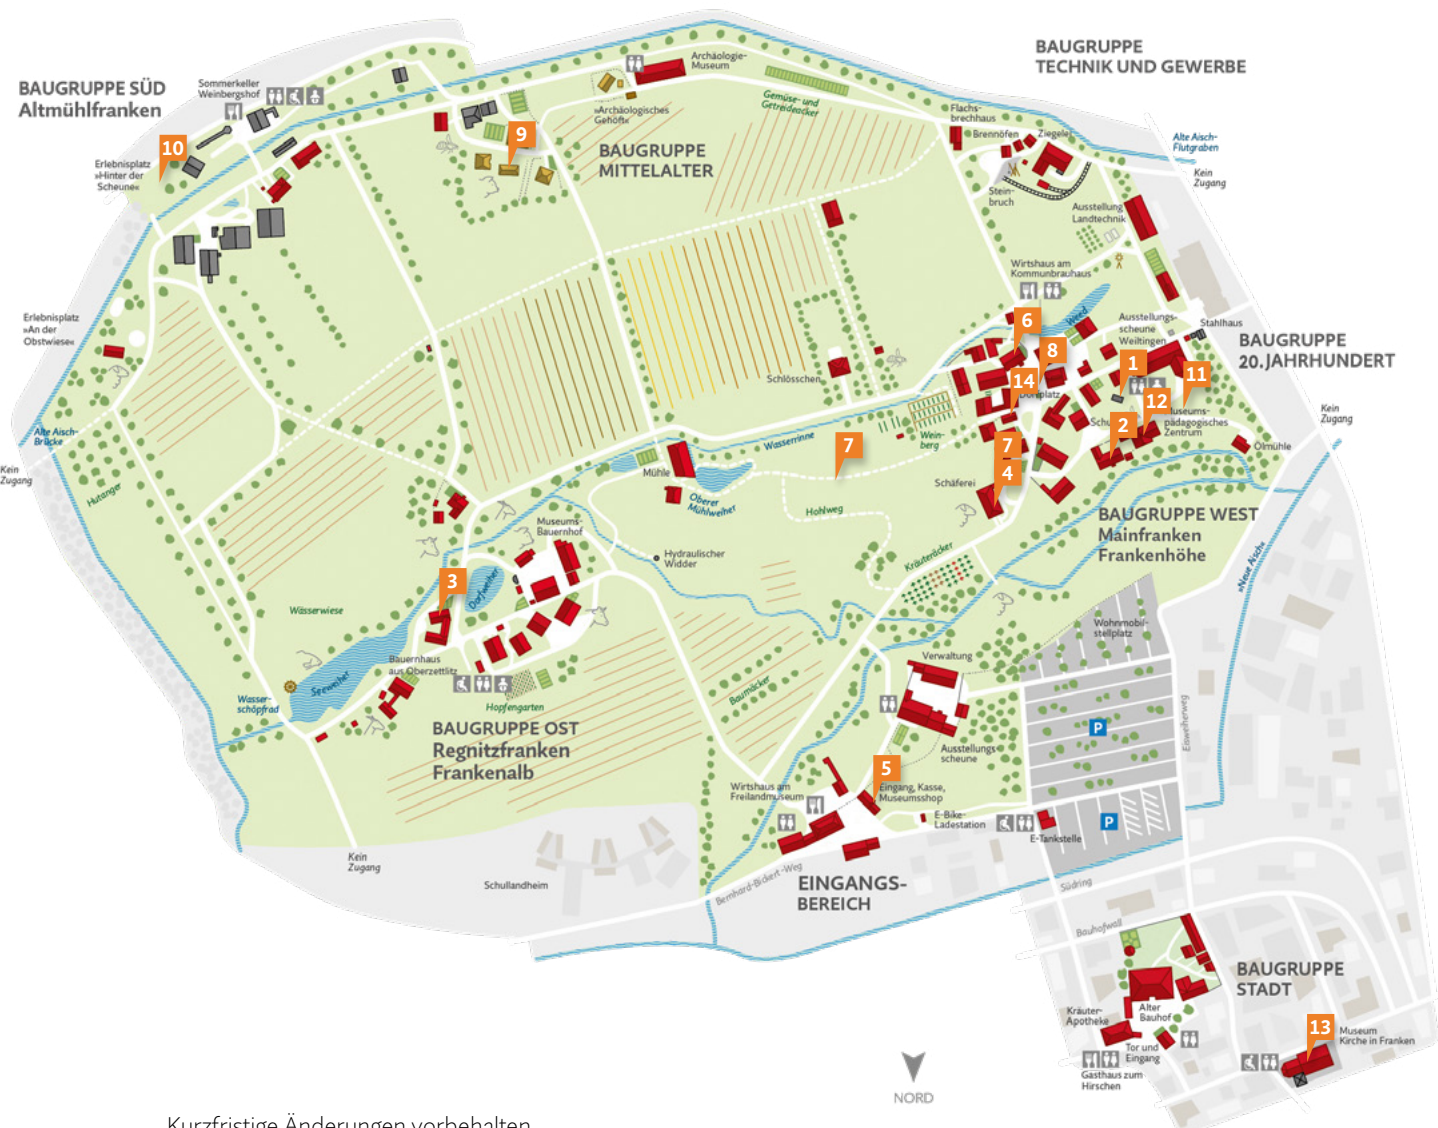 BAUGRUPPE SÜD
Altmühlfranken
Sommerkeller
Weinbergshof
10
Erlebnisplatz
»Hinter der
Scheune«
Archäologie-
Museum
»Archäologisches
Gehöft«
Gemüse- und
Getreideacker
9
BAUGRUPPE
MITTELALTER
BAUGRUPPE
TECHNIK UND GEWERBE
Flachs-
brechhaus
Brennöfen
Ziegelei
Alte Aisch-
Flutgraben
Kein
Zugang
Stein-
bruch
Ausstellung
Landtechnik
Wirtshaus am
Kommunbrauhaus
Weed
6
8
14
Dorfplatz
Ausstellungs-
scheune
Weiltingen
Stahlhaus
BAUGRUPPE
20. JAHRHUNDERT
1
11
12
2
Museums-
pädagogisches
Zentrum
Kein
Zugang
Ölmühle
Erlebnisplatz
»An der
Obstwiese«
Alte Aisch-
Brücke
Kein
Zugang
Hutanger
Schlösschen
Wasserrinne
Wein-
berg
7
7
4
Schäferei
Mühle
Oberer
Mühlweiher
Hohlweg
BAUGRUPPE WEST
Mainfranken
Frankenhöhe
Museums-
Bauernhof
Hydraulischer
Widder
Kräuteräcker
»Neue Aisch«
3
Dorfweiher
Wässerwiese
Bauernhaus
aus Oberzettlitz
Seeweiher
Wasser-
schöpfrad
Hopfengarten
Baumäcker
BAUGRUPPE OST
Regnitzfranken
Frankenalb
Wohnmobil-
stellplatz
Verwaltung
P
Eisweiherweg
Ausstellungs-
scheune
5
Wirtshaus am
Freilandmuseum
Eingang, Kasse,
Museumsshop
E-Bike-
Ladestation
P
E-Tankstelle
Kein
Zugang
Schullandheim
Bernhard-Bickert-Weg
EINGANGS-
BEREICH
Südring
Bauhofwall
BAUGRUPPE
STADT
Kräuter-
Apotheke
Alter
Bauhof
Tor und
Eingang
Gasthaus zum
Hirschen
13
Museum
Kirche in Franken
NORD
Kurzfristige Änderungen vorbehalten